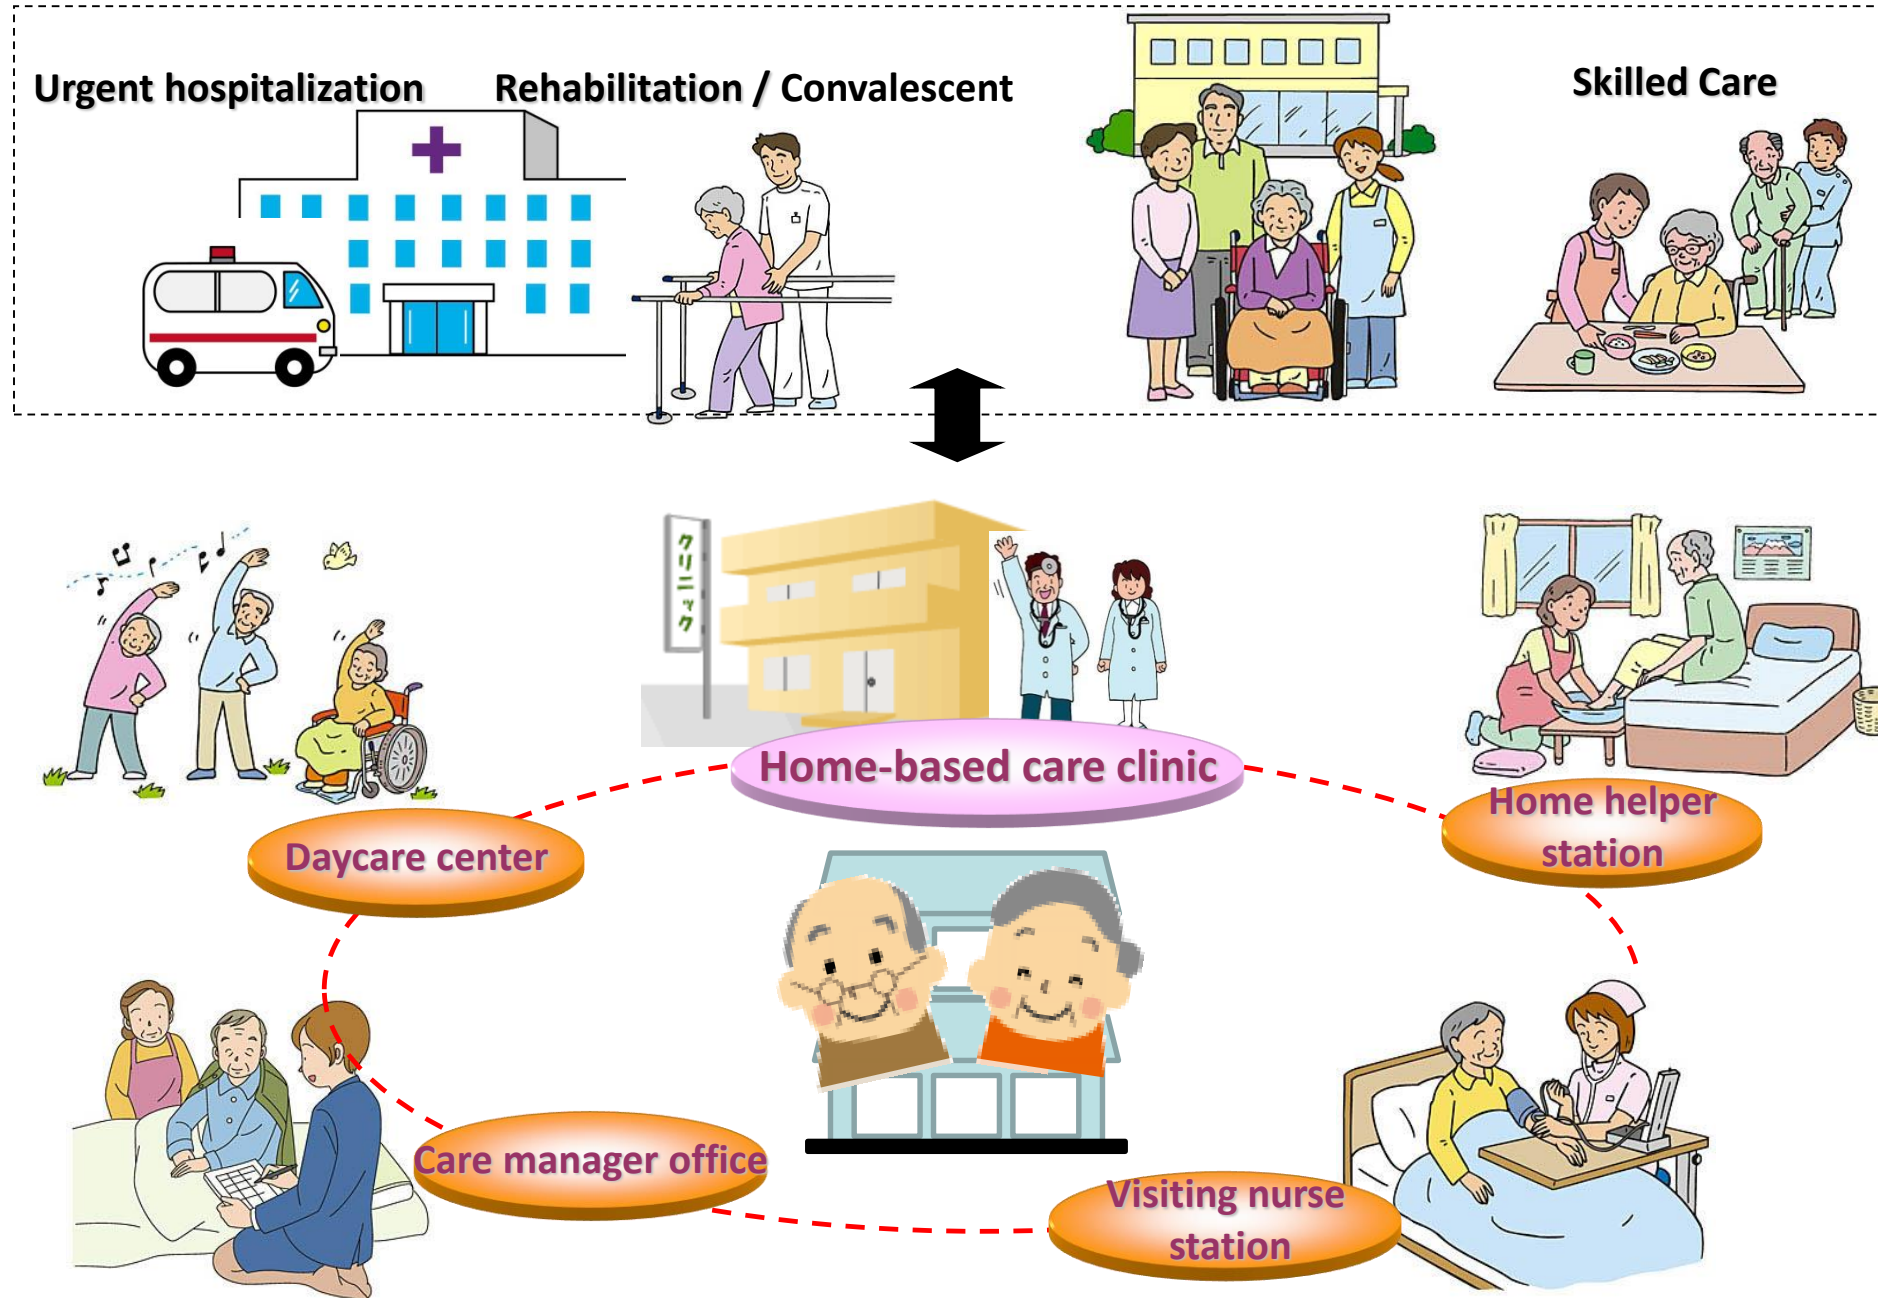 Urgent hospitalization
Rehabilitation / Convalescent
Skilled Care
クリニック
Home-based care clinic
Home helper
station
Daycare center
Care manager office
Visiting nurse
station